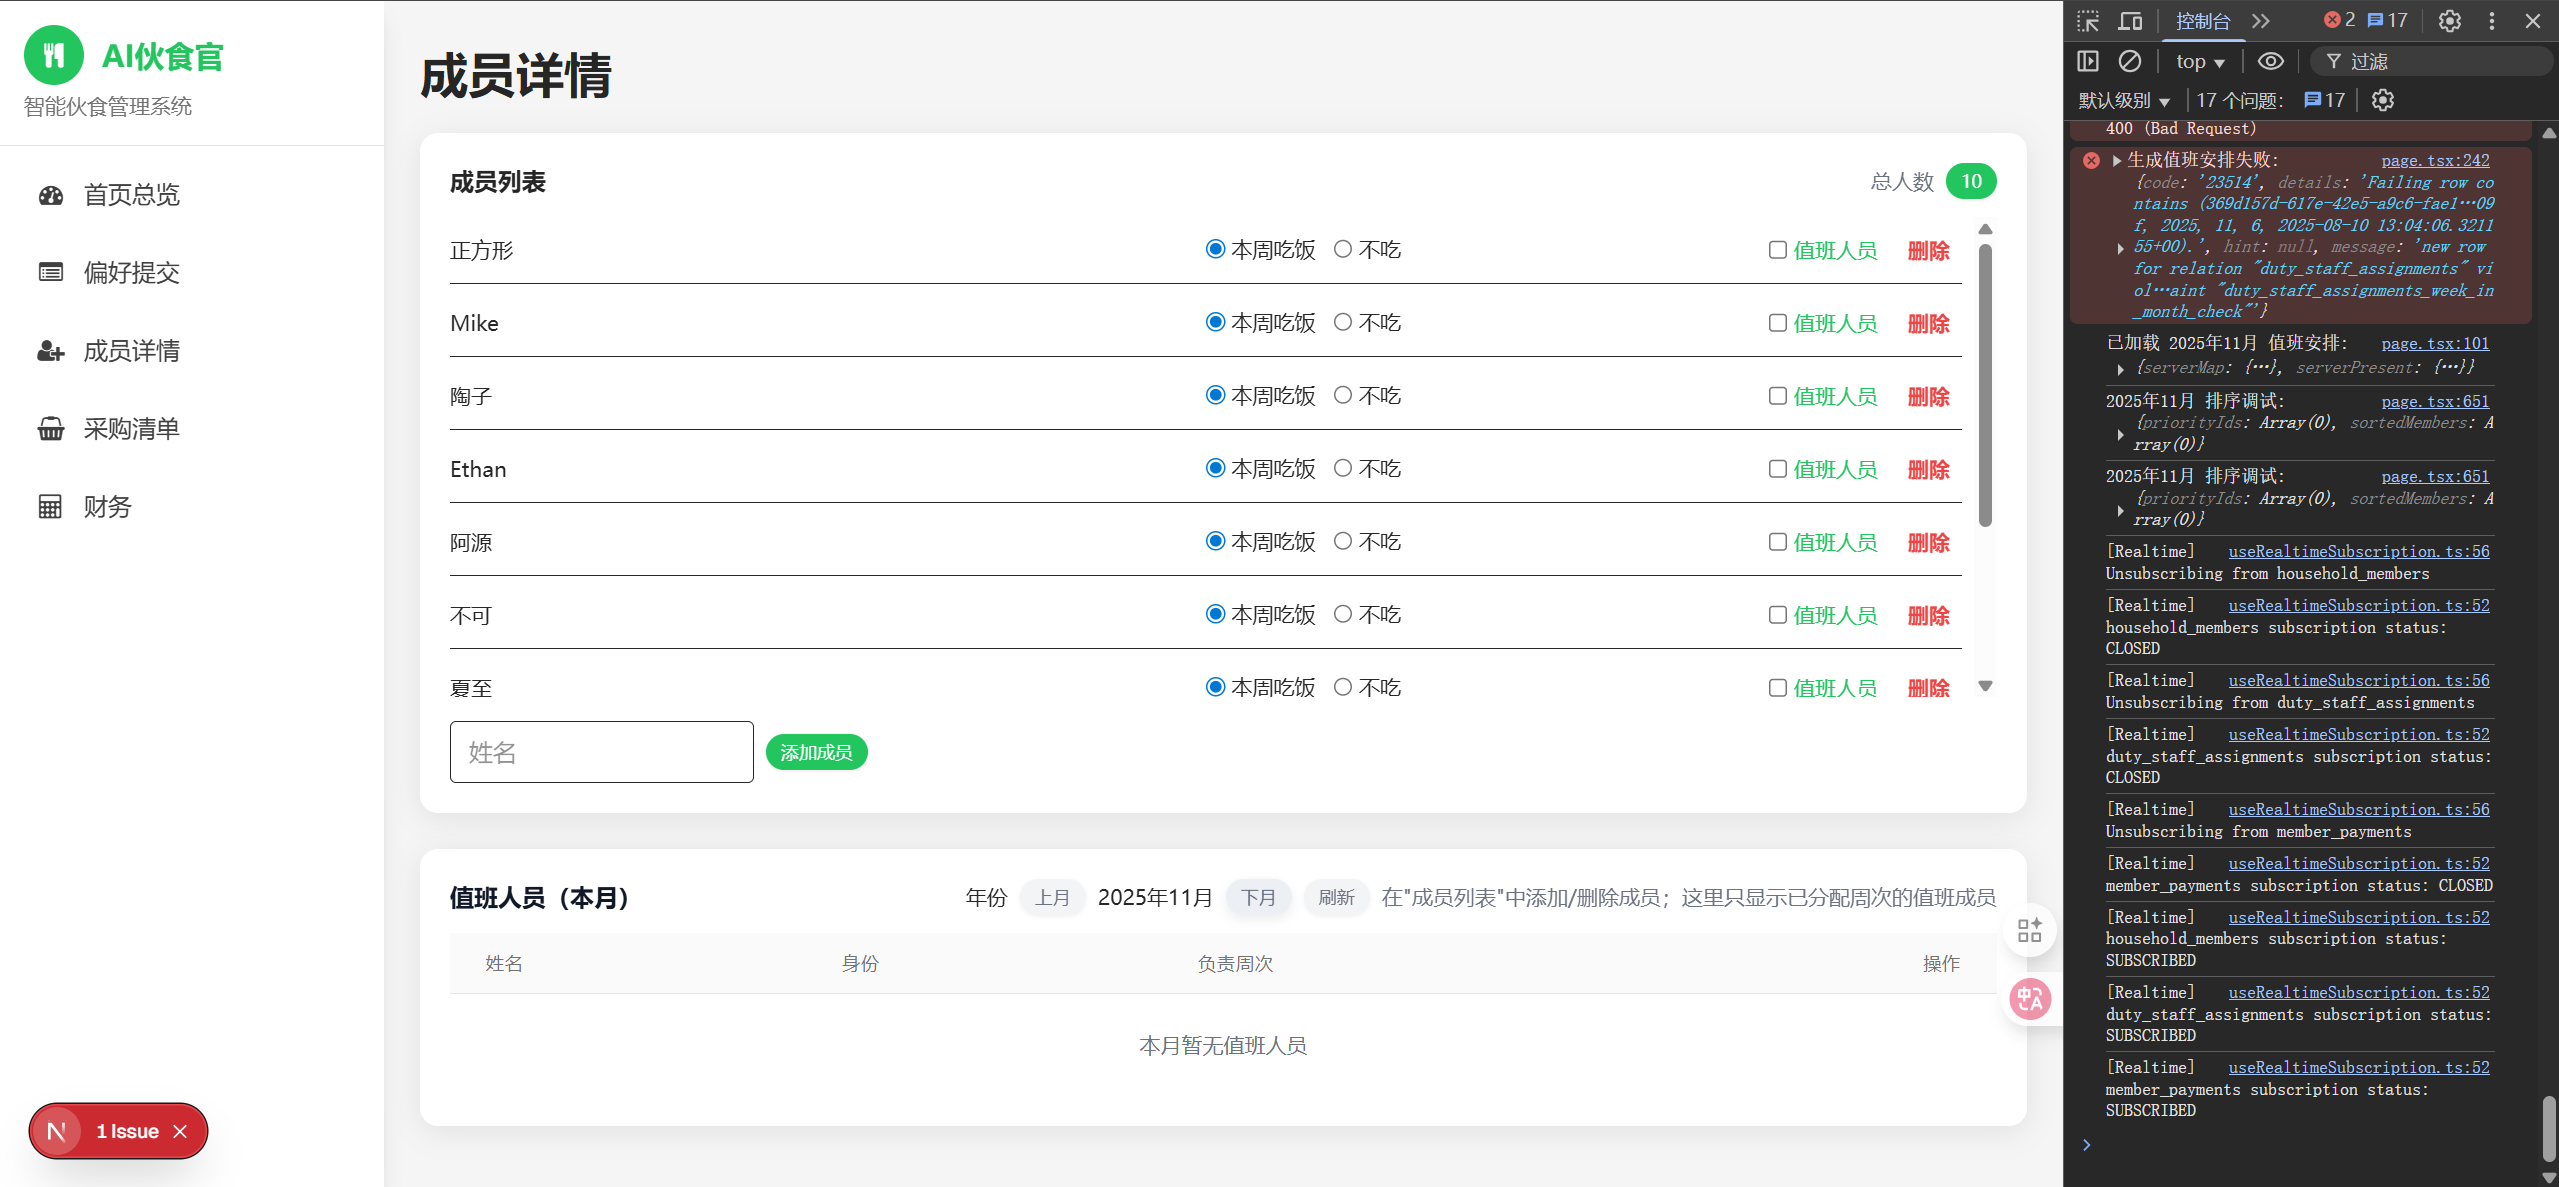 AI伙食官
智能伙食管理系统
首页总览
偏好提交
成员详情
采购清单
财务
N 1 Issue
成员详情
成员列表 总人数 10
正方形 本周吃饭 不吃 值班人员 删除
Mike 本周吃饭 不吃 值班人员 删除
陶子 本周吃饭 不吃 值班人员 删除
Ethan 本周吃饭 不吃 值班人员 删除
阿源 本周吃饭 不吃 值班人员 删除
不可 本周吃饭 不吃 值班人员 删除
夏至 本周吃饭 不吃 值班人员 删除
姓名 添加成员
值班人员（本月） 年份 上月 2025年11月 下月 刷新 在"成员列表"中添加/删除成员；这里只显示已分配周次的值班成员
姓名 身份 负责周次 操作
本月暂无值班人员
中A
控制台 2 17
top 过滤
默认级别 17 个问题： 17
400 (Bad Request)
生成值班安排失败: page.tsx:242
{code: '23514', details: 'Failing row co
ntains (369d157d-617e-42e5-a9c6-fae1…09
f, 2025, 11, 6, 2025-08-10 13:04:06.3211
55+00).', hint: null, message: 'new row
for relation "duty_staff_assignments" vi
ol…aint "duty_staff_assignments_week_in
_month_check"'}
已加载 2025年11月 值班安排: page.tsx:101
{serverMap: {…}, serverPresent: {…}}
2025年11月 排序调试: page.tsx:651
{priorityIds: Array(0), sortedMembers: A
rray(0)}
2025年11月 排序调试: page.tsx:651
{priorityIds: Array(0), sortedMembers: A
rray(0)}
[Realtime] useRealtimeSubscription.ts:56
Unsubscribing from household_members
[Realtime] useRealtimeSubscription.ts:52
household_members subscription status:
CLOSED
[Realtime] useRealtimeSubscription.ts:56
Unsubscribing from duty_staff_assignments
[Realtime] useRealtimeSubscription.ts:52
duty_staff_assignments subscription status:
CLOSED
[Realtime] useRealtimeSubscription.ts:56
Unsubscribing from member_payments
[Realtime] useRealtimeSubscription.ts:52
member_payments subscription status: CLOSED
[Realtime] useRealtimeSubscription.ts:52
household_members subscription status:
SUBSCRIBED
[Realtime] useRealtimeSubscription.ts:52
duty_staff_assignments subscription status:
SUBSCRIBED
[Realtime] useRealtimeSubscription.ts:52
member_payments subscription status:
SUBSCRIBED